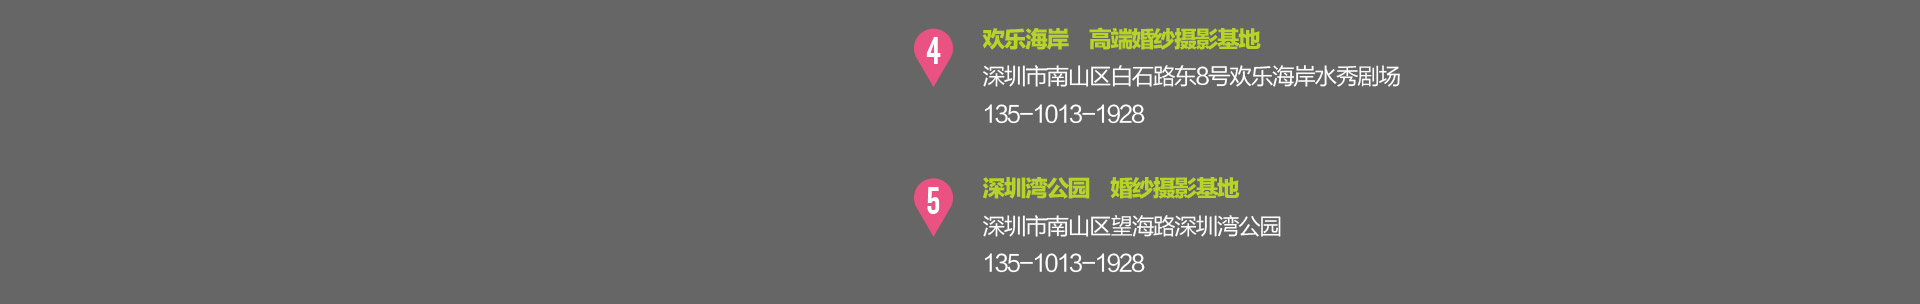 4
欢乐海岸　高端婚纱摄影基地
深圳市南山区白石路东8号欢乐海岸水秀剧场
135-1013-1928
5
深圳湾公园　婚纱摄影基地
深圳市南山区望海路深圳湾公园
135-1013-1928